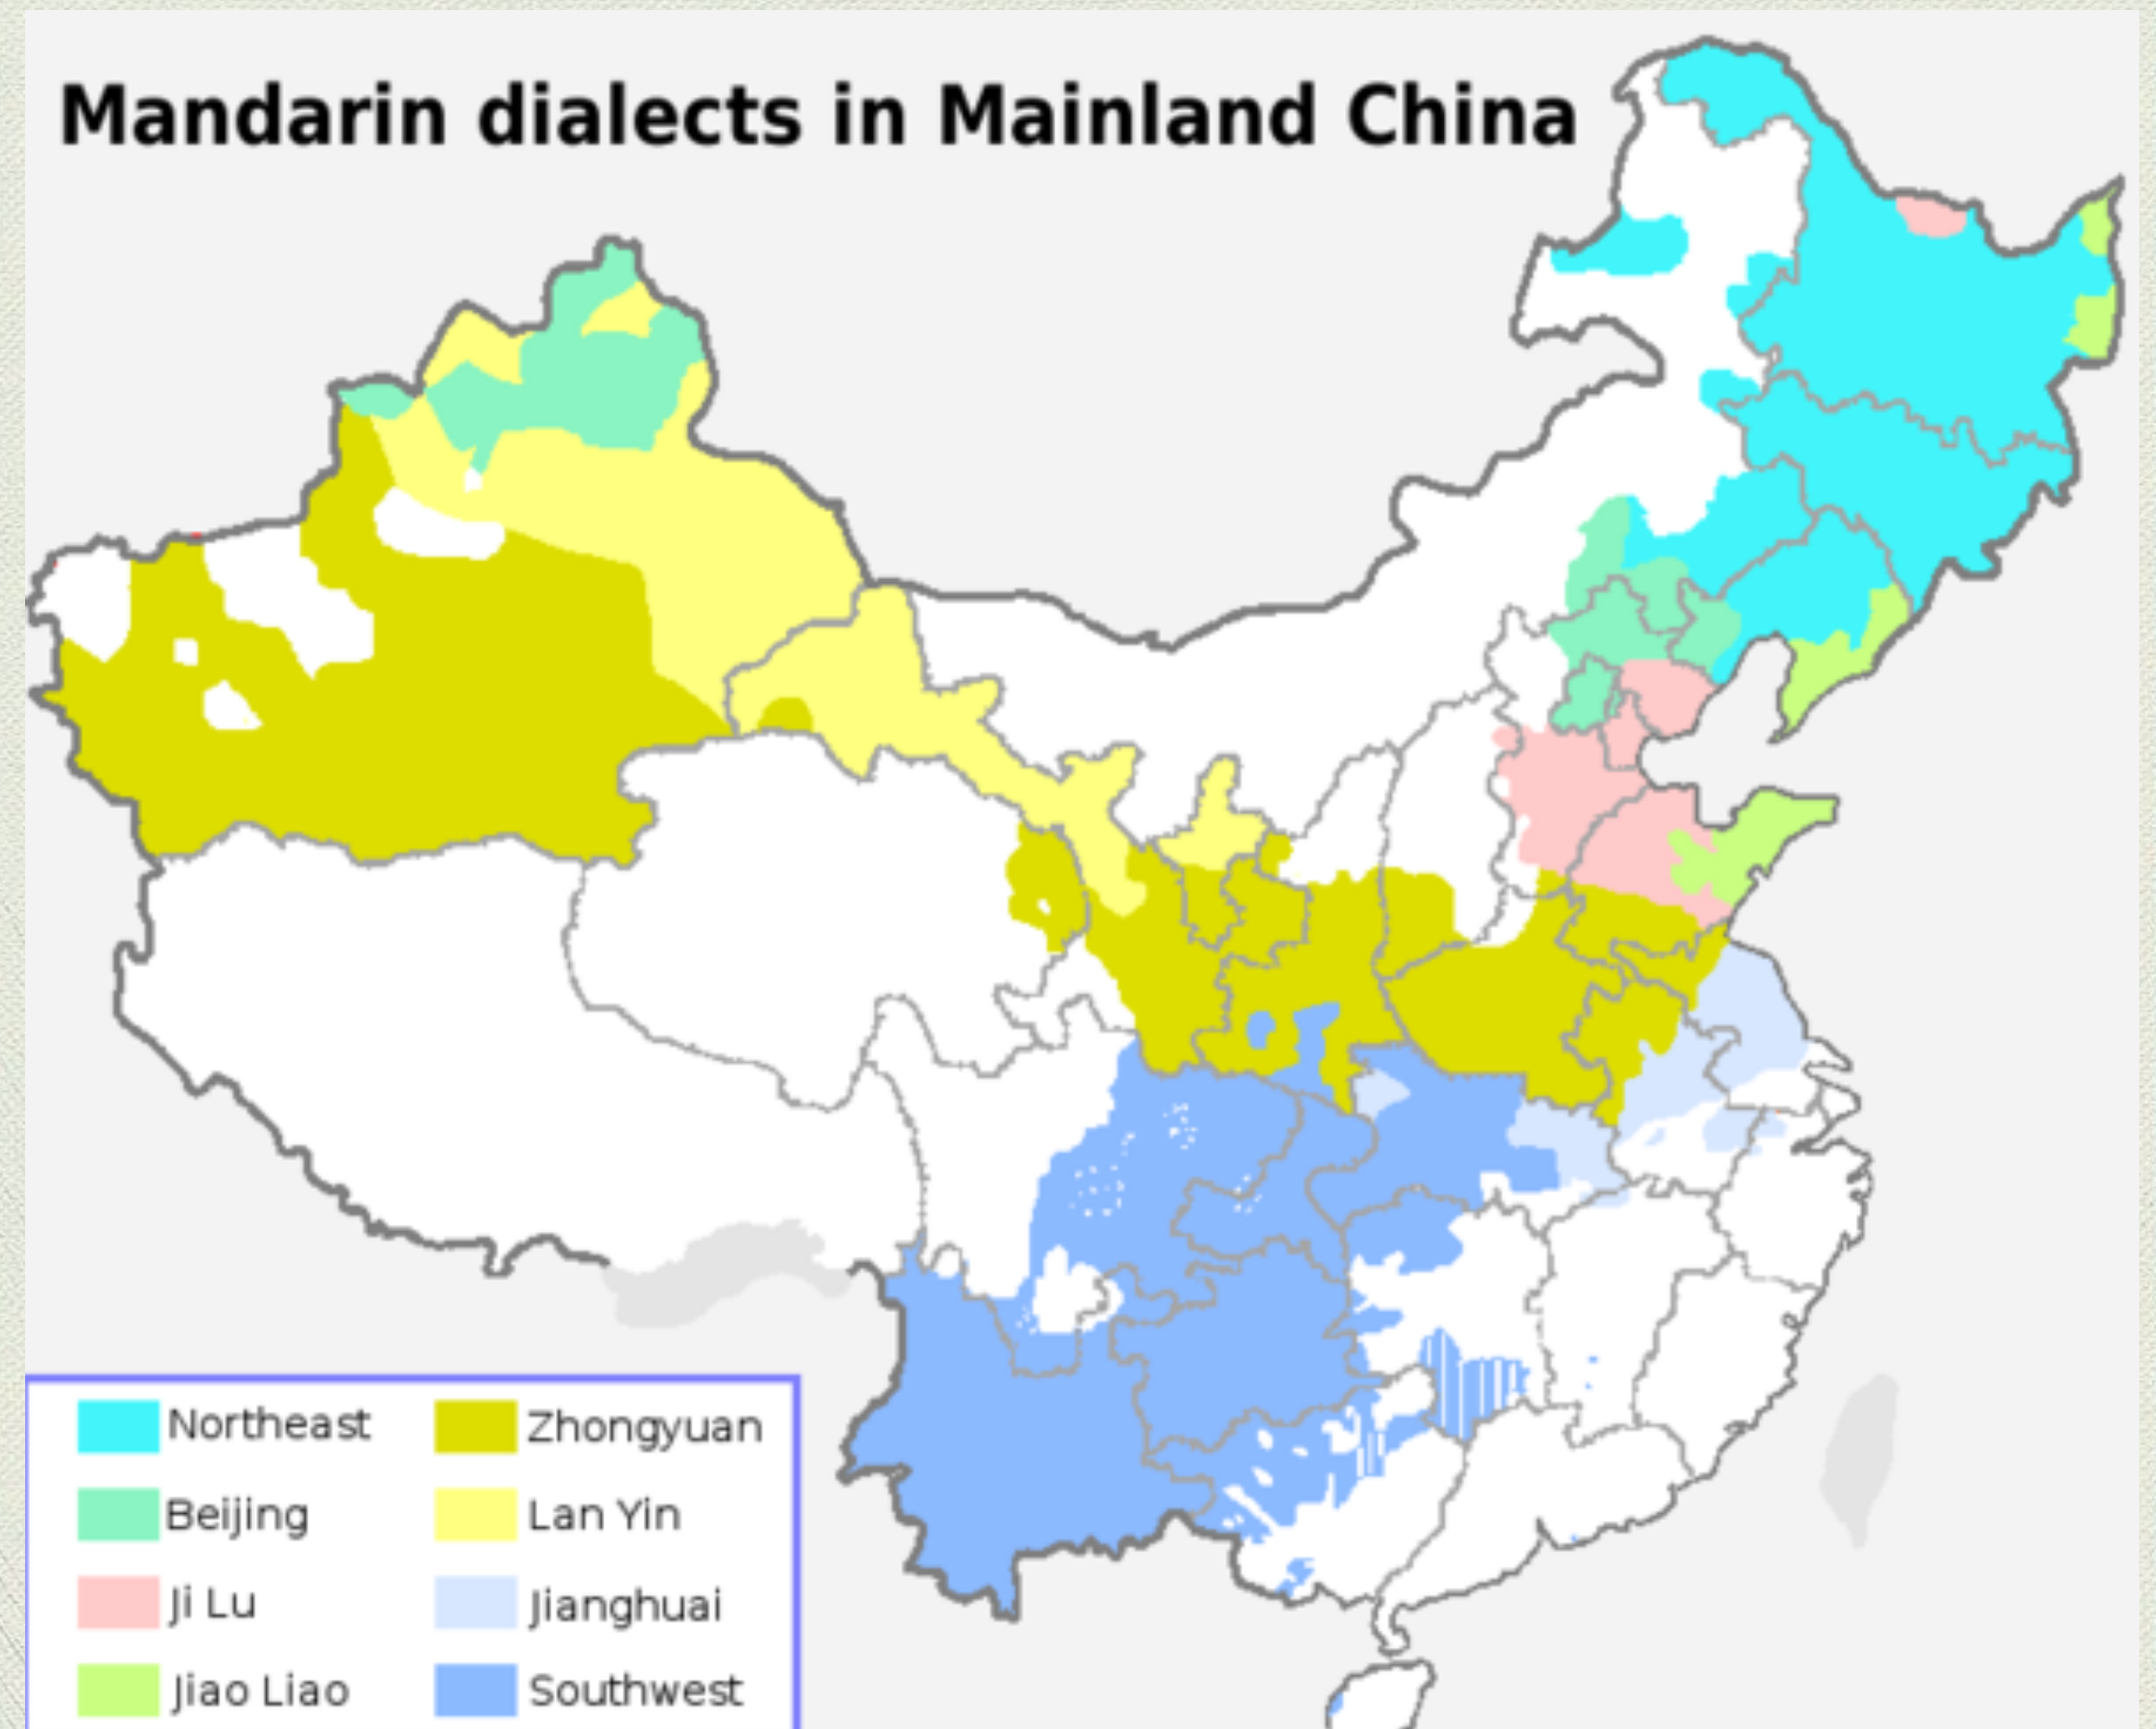 Mandarin dialects in Mainland China
Northeast
Zhongyuan
Beijing
Lan Yin
Ji Lu
Jianghuai
Jiao Liao
Southwest